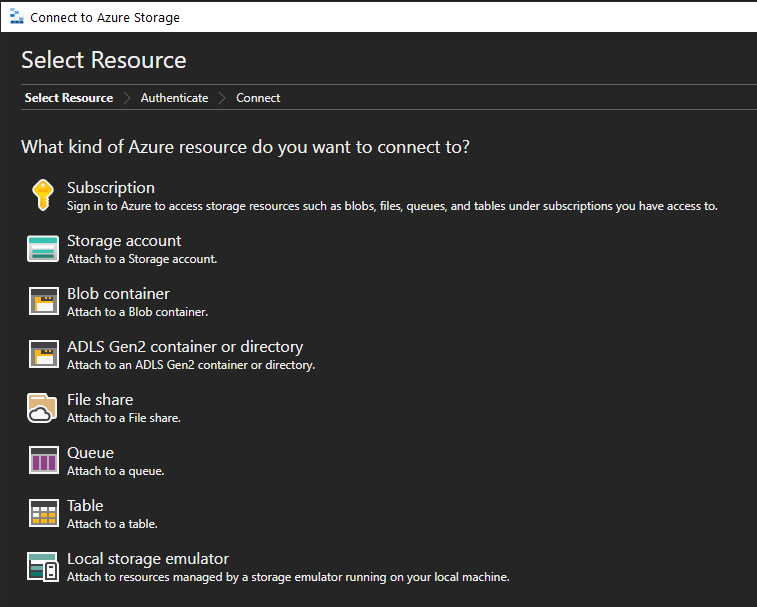 Connect to Azure Storage
Select Resource
Select Resource
Authenticate
Connect
What kind of Azure resource do you want to connect to?
Subscription
Sign in to Azure to access storage resources such as blobs, files, queues, and tables under subscriptions you have access to.
Storage account
Attach to a Storage account.
Blob container
Attach to a Blob container.
ADLS Gen2 container or directory
Attach to an ADLS Gen2 container or directory.
File share
Attach to a File share.
Queue
Attach to a queue.
Table
Attach to a table.
Local storage emulator
Attach to resources managed by a storage emulator running on your local machine.